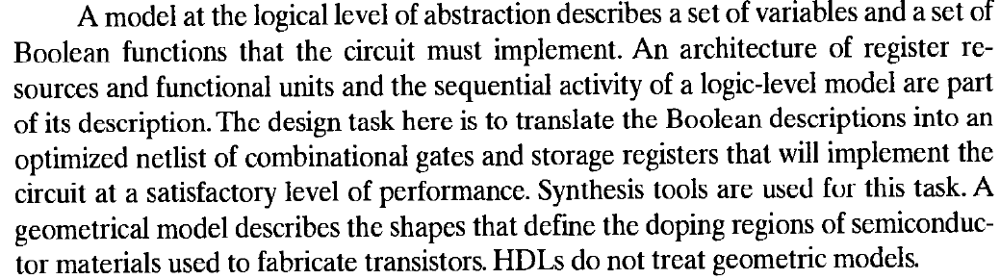 A model at the logical level of abstraction describes a set of variables and a set of
Boolean functions that the circuit must implement. An architecture of register re-
sources and functional units and the sequential activity of a logic-level model are part
of its description. The design task here is to translate the Boolean descriptions into an
optimized netlist of combinational gates and storage registers that will implement the
circuit at a satisfactory level of performance. Synthesis tools are used for this task. A
geometrical model describes the shapes that define the doping regions of semiconduc-
tor materials used to fabricate transistors. HDLs do not treat geometric models.